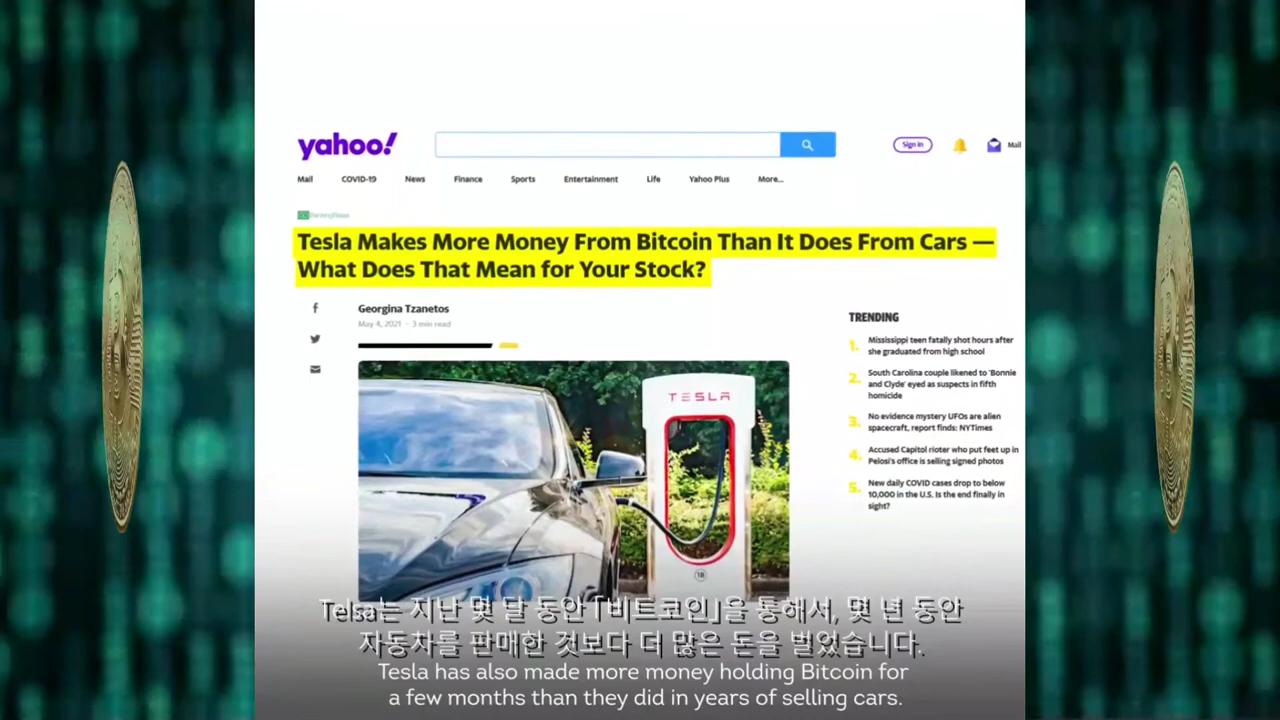 yahoo!
Sign in
Mail
Mail COVID-19 News Finance Sports Entertainment Life Yahoo Plus More...
Tesla Makes More Money From Bitcoin Than It Does From Cars —
What Does That Mean for Your Stock?
Georgina Tzanetos
May 4, 2021 · 3 min read
TRENDING
1. Mississippi teen fatally shot hours after
she graduated from high school
2. South Carolina couple likened to 'Bonnie
and Clyde' eyed as suspects in fifth
homicide
3. No evidence mystery UFOs are alien
spacecraft, report finds: NYTimes
4. Accused Capitol rioter who put feet up in
Pelosi's office is selling signed photos
5. New daily COVID cases drop to below
10,000 in the U.S. Is the end finally in
sight?
TESLA
1B
Telsa는 지난 몇 달 동안 「비트코인」을 통해서, 몇 년 동안
자동차를 판매한 것보다 더 많은 돈을 벌었습니다.
Tesla has also made more money holding Bitcoin for
a few months than they did in years of selling cars.